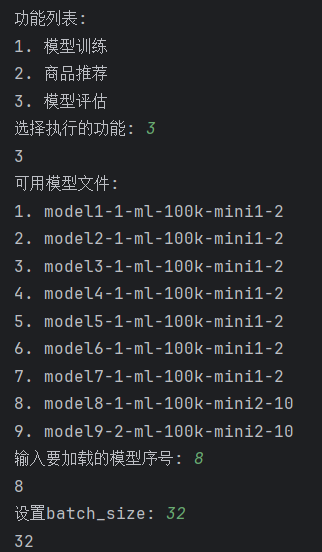 功能列表:
1. 模型训练
2. 商品推荐
3. 模型评估
选择执行的功能: 3
3
可用模型文件:
1. model1-1-ml-100k-mini1-2
2. model2-1-ml-100k-mini1-2
3. model3-1-ml-100k-mini1-2
4. model4-1-ml-100k-mini1-2
5. model5-1-ml-100k-mini1-2
6. model6-1-ml-100k-mini1-2
7. model7-1-ml-100k-mini1-2
8. model8-1-ml-100k-mini2-10
9. model9-2-ml-100k-mini2-10
输入要加载的模型序号: 8
8
设置batch_size: 32
32